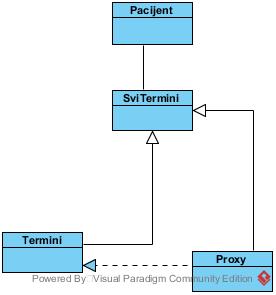 Pacijent
SviTermini
Termini
Proxy
Powered By Visual Paradigm Community Edition